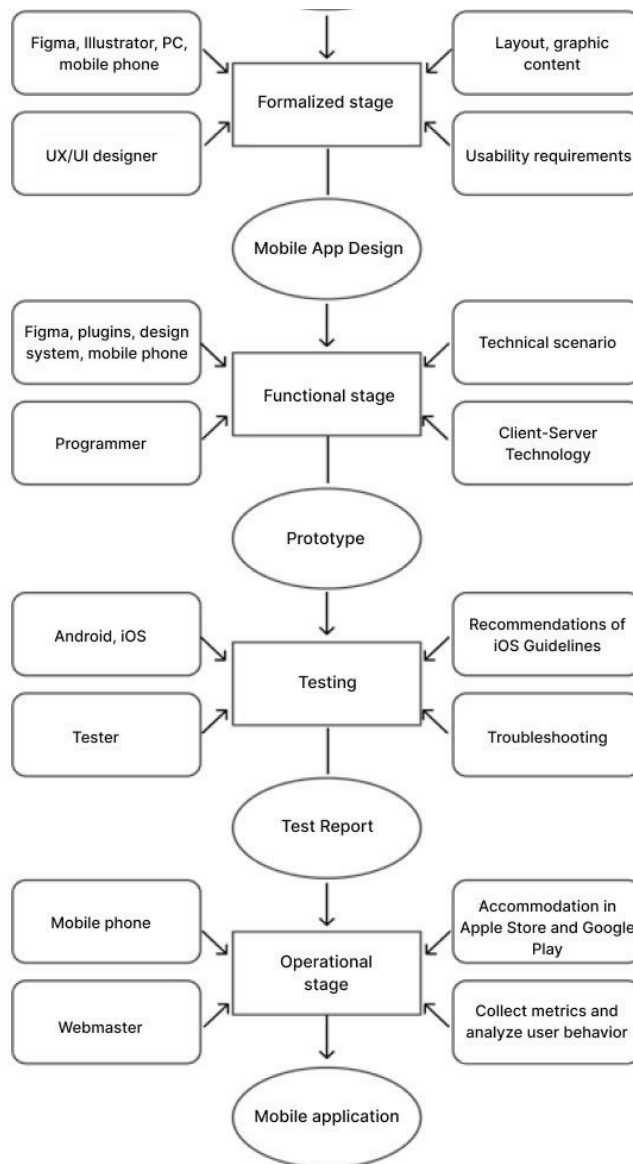 Figma, Illustrator, PC,
mobile phone
Layout, graphic
content
Formalized stage
UX/UI designer
Usability requirements
Mobile App Design
Figma, plugins, design
system, mobile phone
Technical scenario
Functional stage
Programmer
Client-Server
Technology
Prototype
Android, iOS
Recommendations of
iOS Guidelines
Testing
Tester
Troubleshooting
Test Report
Mobile phone
Accommodation in
Apple Store and Google
Play
Operational
stage
Webmaster
Collect metrics and
analyze user behavior
Mobile application